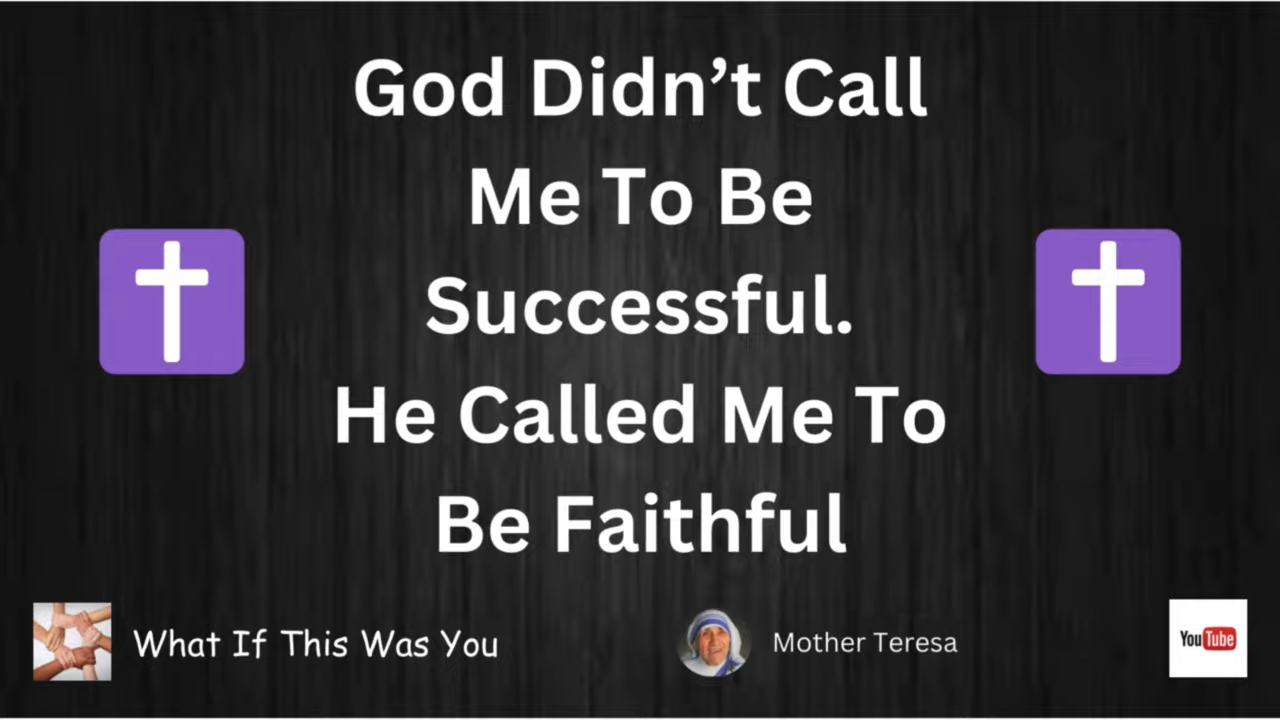 God Didn’t Call
Me To Be
Successful.
He Called Me To
Be Faithful
What If This Was You
Mother Teresa
YouTube